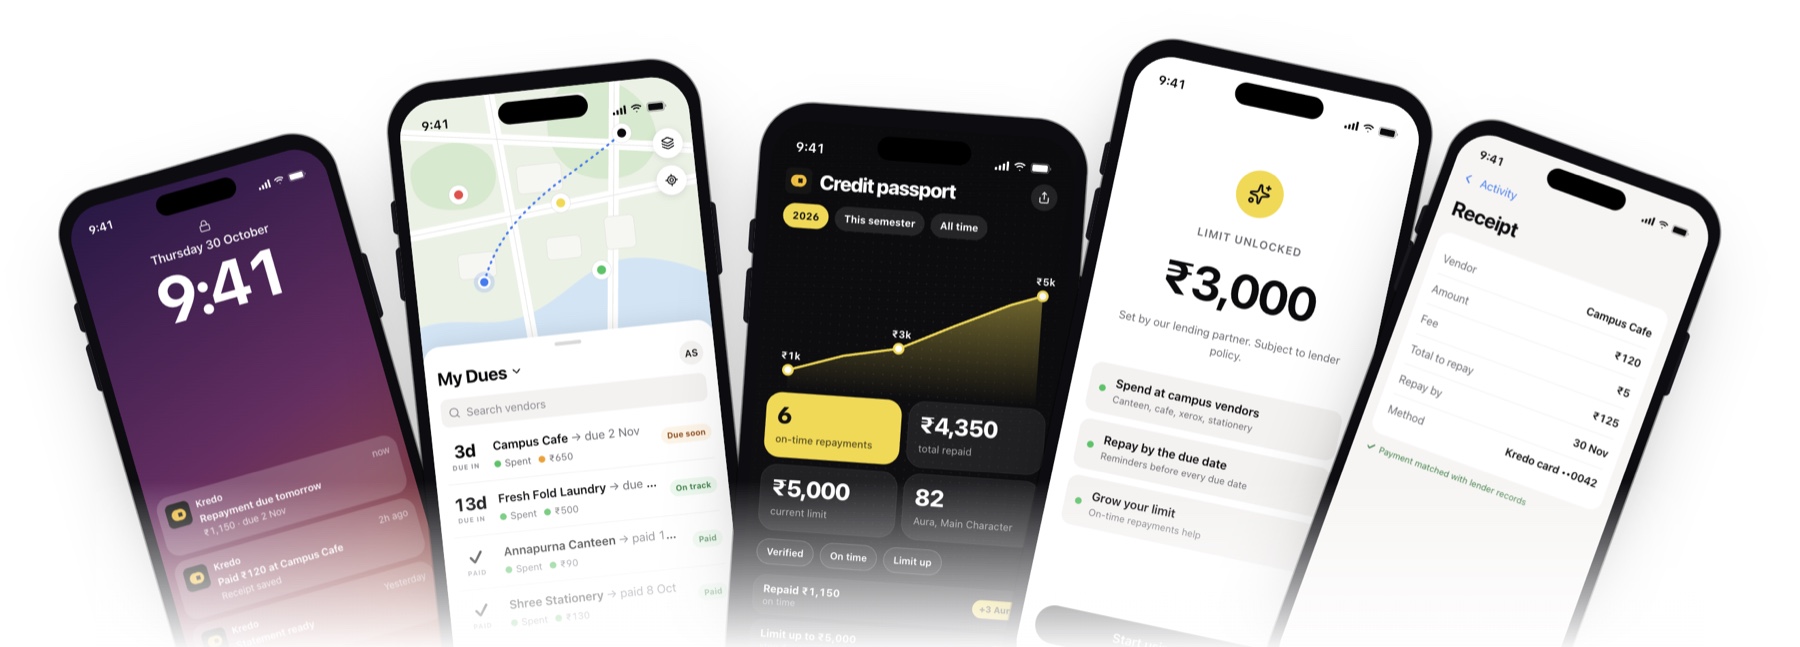 9:41
Thursday 30 October
9:41
now
Kredo
Repayment due tomorrow
₹1,150 · due 2 Nov
2h ago
Kredo
Paid ₹120 at Campus Cafe
Receipt saved
Yesterday
Kredo
Statement ready
9:41
My Dues
AS
Search vendors
3d
DUE IN
Campus Cafe → due 2 Nov
Spent ₹650
Due soon
13d
DUE IN
Fresh Fold Laundry → due ...
Spent ₹500
On track
PAID
Annapurna Canteen → paid 1...
Spent ₹90
Paid
PAID
Shree Stationery → paid 8 Oct
Spent ₹130
Paid
9:41
Credit passport
2026 This semester All time
₹1k
₹3k
₹5k
6
on-time repayments
₹4,350
total repaid
₹5,000
current limit
82
Aura, Main Character
Verified On time Limit up
Repaid ₹1,150
on time
+3 Aur
Limit up to ₹5,000
9:41
LIMIT UNLOCKED
₹3,000
Set by our lending partner. Subject to lender
policy.
Spend at campus vendors
Canteen, cafe, xerox, stationery
Repay by the due date
Reminders before every due date
Grow your limit
On-time repayments help
Start
9:41
Activity
Receipt
Vendor Campus Cafe
Amount ₹120
Fee ₹5
Total to repay ₹125
Repay by 30 Nov
Method Kredo card ··0042
Payment matched with lender records